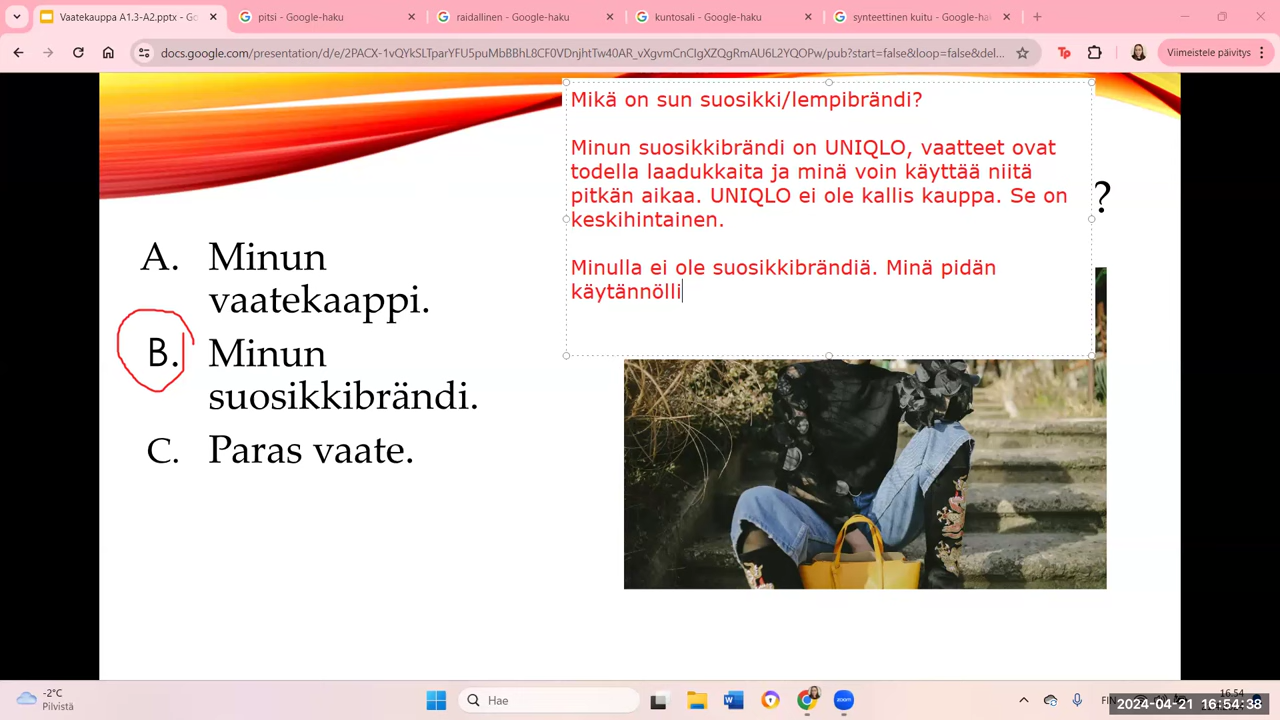 Vaatekauppa A1.3-A2.pptx - Go
pitsi - Google-haku
raidallinen - Google-haku
kuntosali - Google-haku
synteettinen kuitu - Google-ha
docs.google.com/presentation/d/e/2PACX-1vQYkSLTparYFU5puMbBBhL8CF0VDnjhtTw40AR_vXgvmCnCIgXZQgRmAU6L2YQOPw/pub?start=false&loop=false&del...
Viimeistele päivitys
Mikä on sun suosikki/lempibrändi?
Minun suosikkibrändi on UNIQLO, vaatteet ovat
todella laadukkaita ja minä voin käyttää niitä
pitkän aikaa. UNIQLO ei ole kallis kauppa. Se on
keskihintainen.
Minulla ei ole suosikkibrändiä. Minä pidän
käytännölli
?
A. Minun
vaatekaappi.
B. Minun
suosikkibrändi.
C. Paras vaate.
-2°C
Pilvistä
Hae
FIN
16.54
2024-04-21 16:54:38